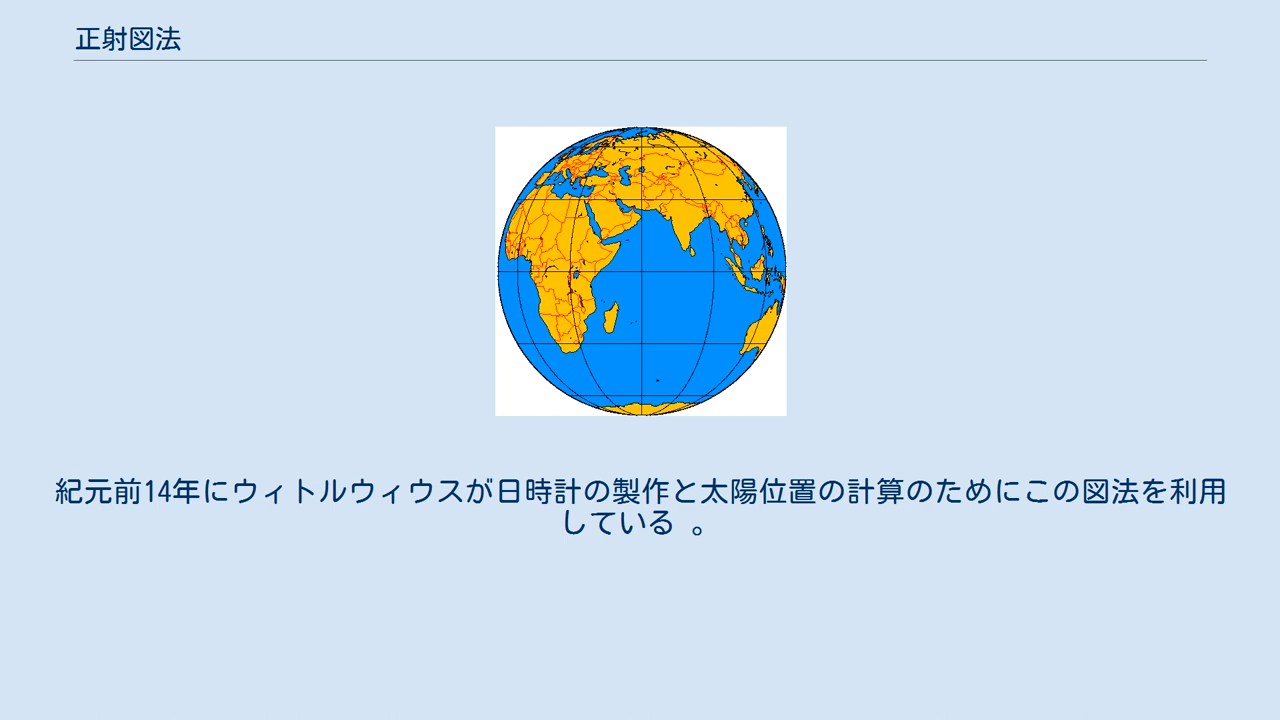 正射図法
紀元前14年にウィトルウィウスが日時計の製作と太陽位置の計算のためにこの図法を利用
している 。